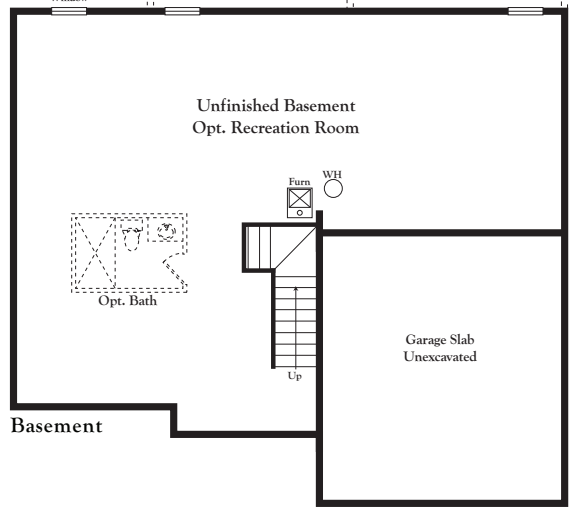 Unfinished Basement
Opt. Recreation Room
Furn
WH
Opt. Bath
Up
Garage Slab
Unexcavated
Basement